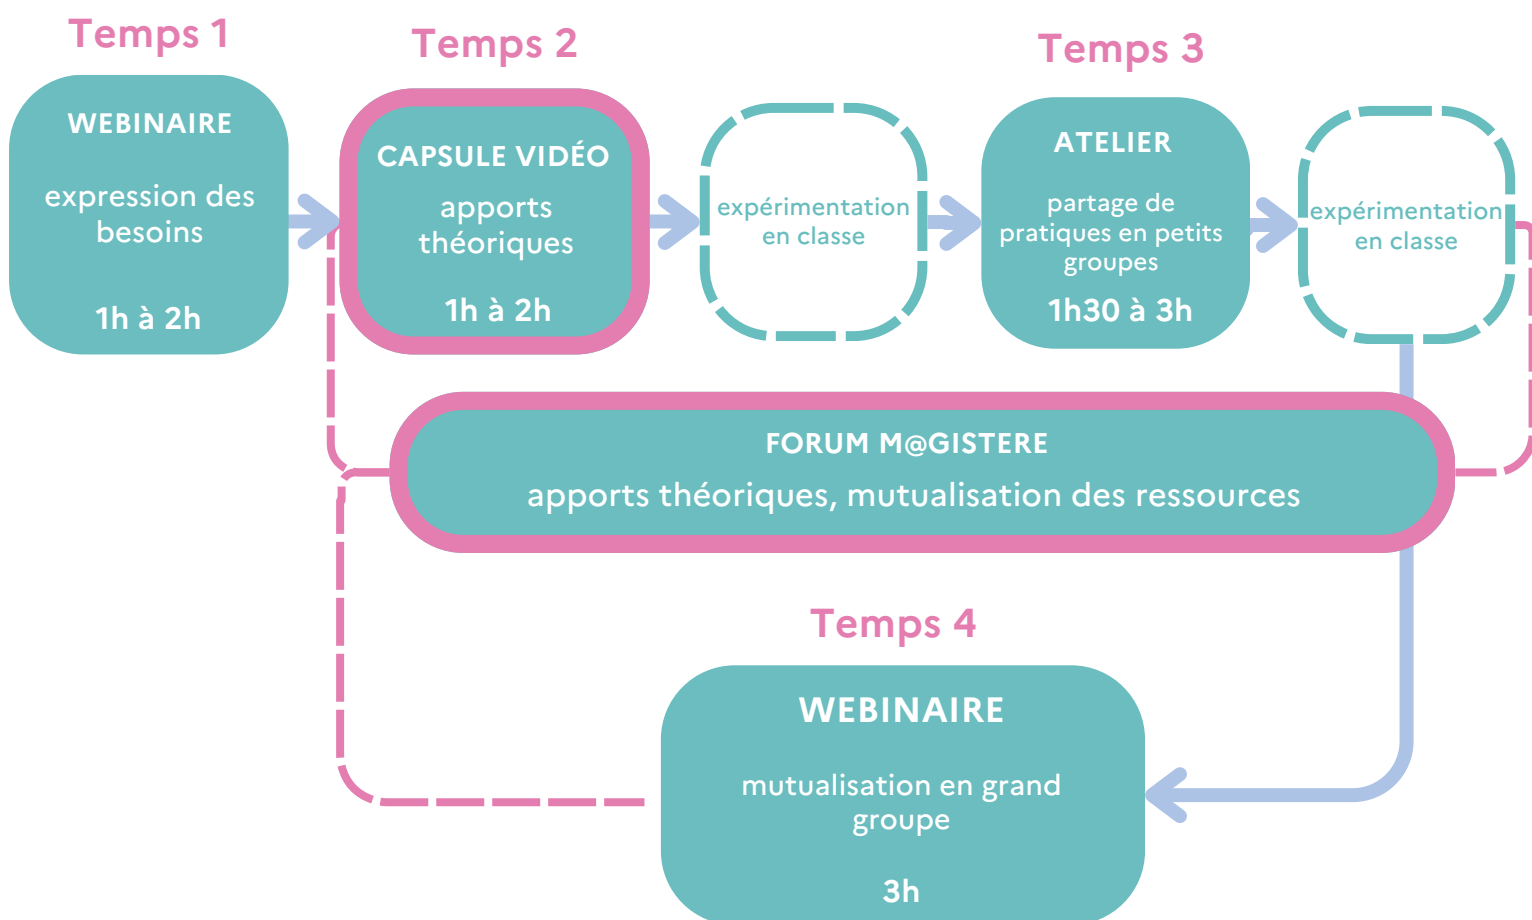 Temps 1
WEBINAIRE
expression des
besoins
1h à 2h
Temps 2
CAPSULE VIDÉO
apports
théoriques
1h à 2h
expérimentation
en classe
Temps 3
ATELIER
partage de
pratiques en petits
groupes
1h30 à 3h
expérimentation
en classe
FORUM M@GISTERE
apports théoriques, mutualisation des ressources
Temps 4
WEBINAIRE
mutualisation en grand
groupe
3h